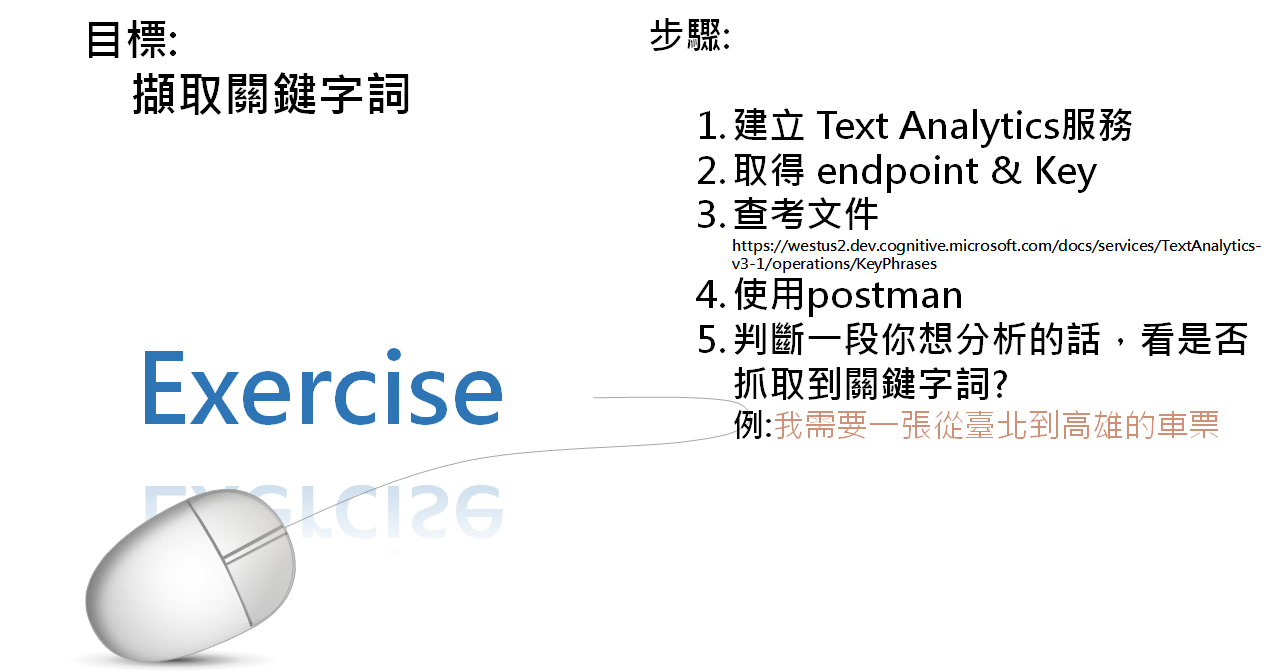 目標:
擷取關鍵字詞
步驟:
1. 建立 Text Analytics服務
2. 取得 endpoint & Key
3. 查考文件
https://westus2.dev.cognitive.microsoft.com/docs/services/TextAnalytics-
v3-1/operations/KeyPhrases
4. 使用postman
5. 判斷一段你想分析的話，看是否
抓取到關鍵字詞?
例:我需要一張從臺北到高雄的車票
Exercise